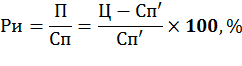 Ри = П/Сп = (Ц − Сп′)/Сп′ × 100, %